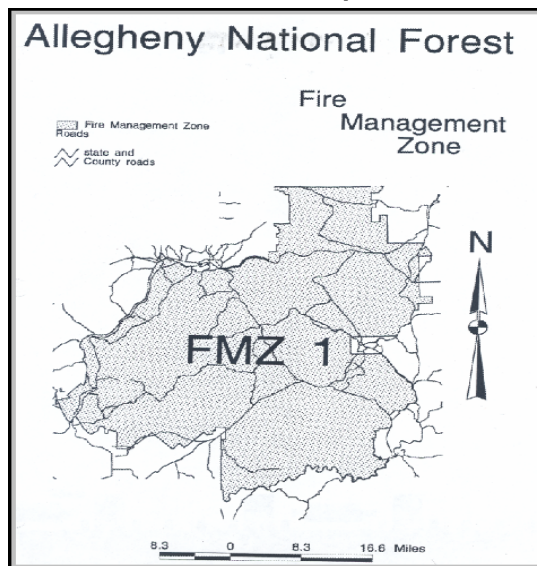 Allegheny National Forest
Fire
Management
Zone
Fire Management Zone
Roads
state and
County roads
N
FMZ 1
8.3 0 8.3 16.6 Miles